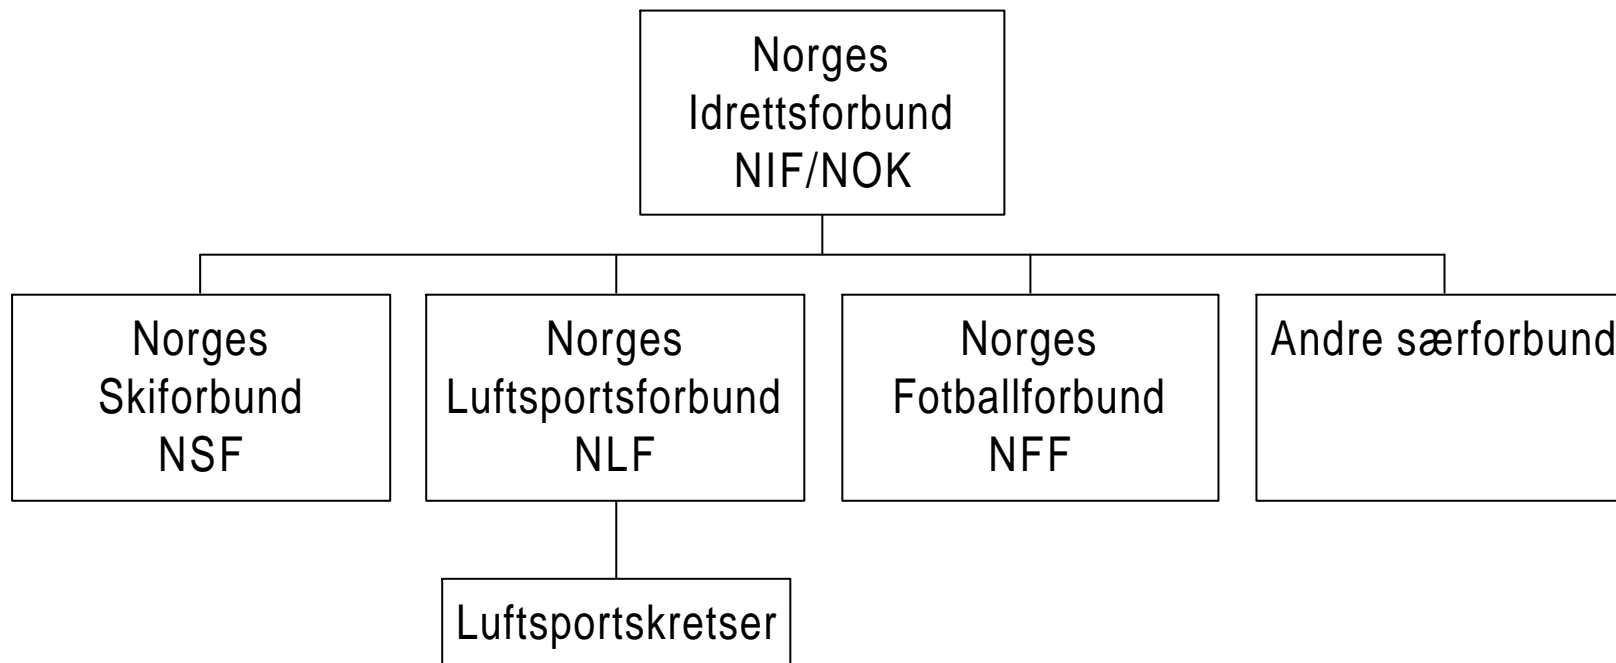 Norges
Idrettsforbund
NIF/NOK
Norges
Skiforbund
NSF
Norges
Luftsportsforbund
NLF
Norges
Fotballforbund
NFF
Andre særforbund
Luftsportskretser